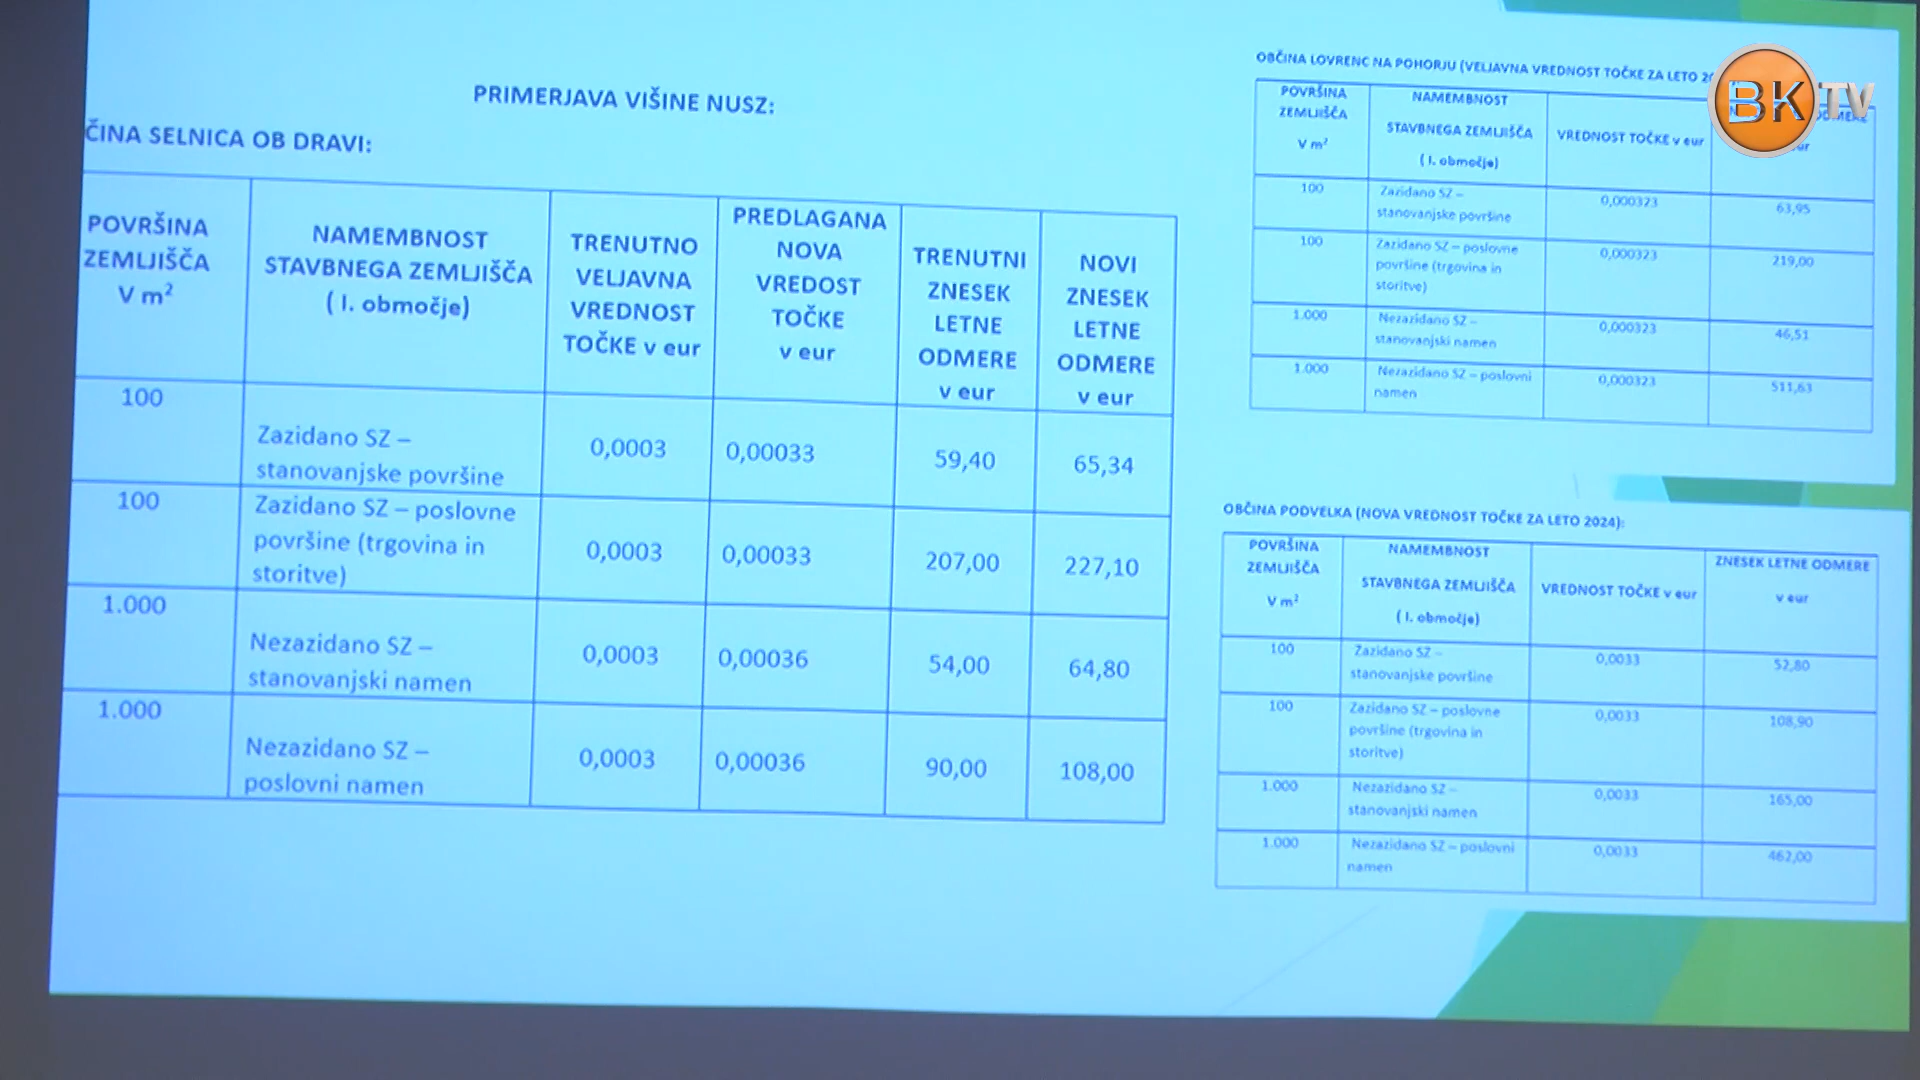 PRIMERJAVA VIŠINE NUSZ:
ČINA SELNICA OB DRAVI:
POVRŠINA
ZEMLJIŠČA
V m²
NAMEMBNOST
STAVBNEGA ZEMLJIŠČA
( I. območje)
TRENUTNO
VELJAVNA
VREDNOST
TOČKE v eur
PREDLAGANA
NOVA
VREDOST
TOČKE
v eur
TRENUTNI
ZNESEK
LETNE
ODMERE
v eur
NOVI
ZNESEK
LETNE
ODMERE
v eur
100
Zazidano SZ –
stanovanjske površine
0,0003
0,00033
59,40
65,34
100
Zazidano SZ – poslovne
površine (trgovina in
storitve)
0,0003
0,00033
207,00
227,10
1.000
Nezazidano SZ –
stanovanjski namen
0,0003
0,00036
54,00
64,80
1.000
Nezazidano SZ –
poslovni namen
0,0003
0,00036
90,00
108,00
OBČINA LOVRENC NA POHORJU (VELJAVNA VREDNOST TOČKE ZA LETO
POVRŠINA
ZEMLJIŠČA
V m²
NAMEMBNOST
STAVBNEGA ZEMLJIŠČA
( I. območje)
VREDNOST TOČKE v eur
ODMERE
eur
100
Zazidano SZ –
stanovanjske površine
0,000323
63,95
100
Zazidano SZ – poslovne
površine (trgovina in
storitve)
0,000323
219,00
1.000
Nezazidano SZ –
stanovanjski namen
0,000323
46,51
1.000
Nezazidano SZ – poslovni
namen
0,000323
511,63
OBČINA PODVELKA (NOVA VREDNOST TOČKE ZA LETO 2024):
POVRŠINA
ZEMLJIŠČA
V m²
NAMEMBNOST
STAVBNEGA ZEMLJIŠČA
( I. območje)
VREDNOST TOČKE v eur
ZNESEK LETNE ODMERE
v eur
100
Zazidano SZ –
stanovanjske površine
0,0033
52,80
100
Zazidano SZ – poslovne
površine (trgovina in
storitve)
0,0033
108,90
1.000
Nezazidano SZ –
stanovanjski namen
0,0033
165,00
1.000
Nezazidano SZ – poslovni
namen
0,0033
462,00
BKTV